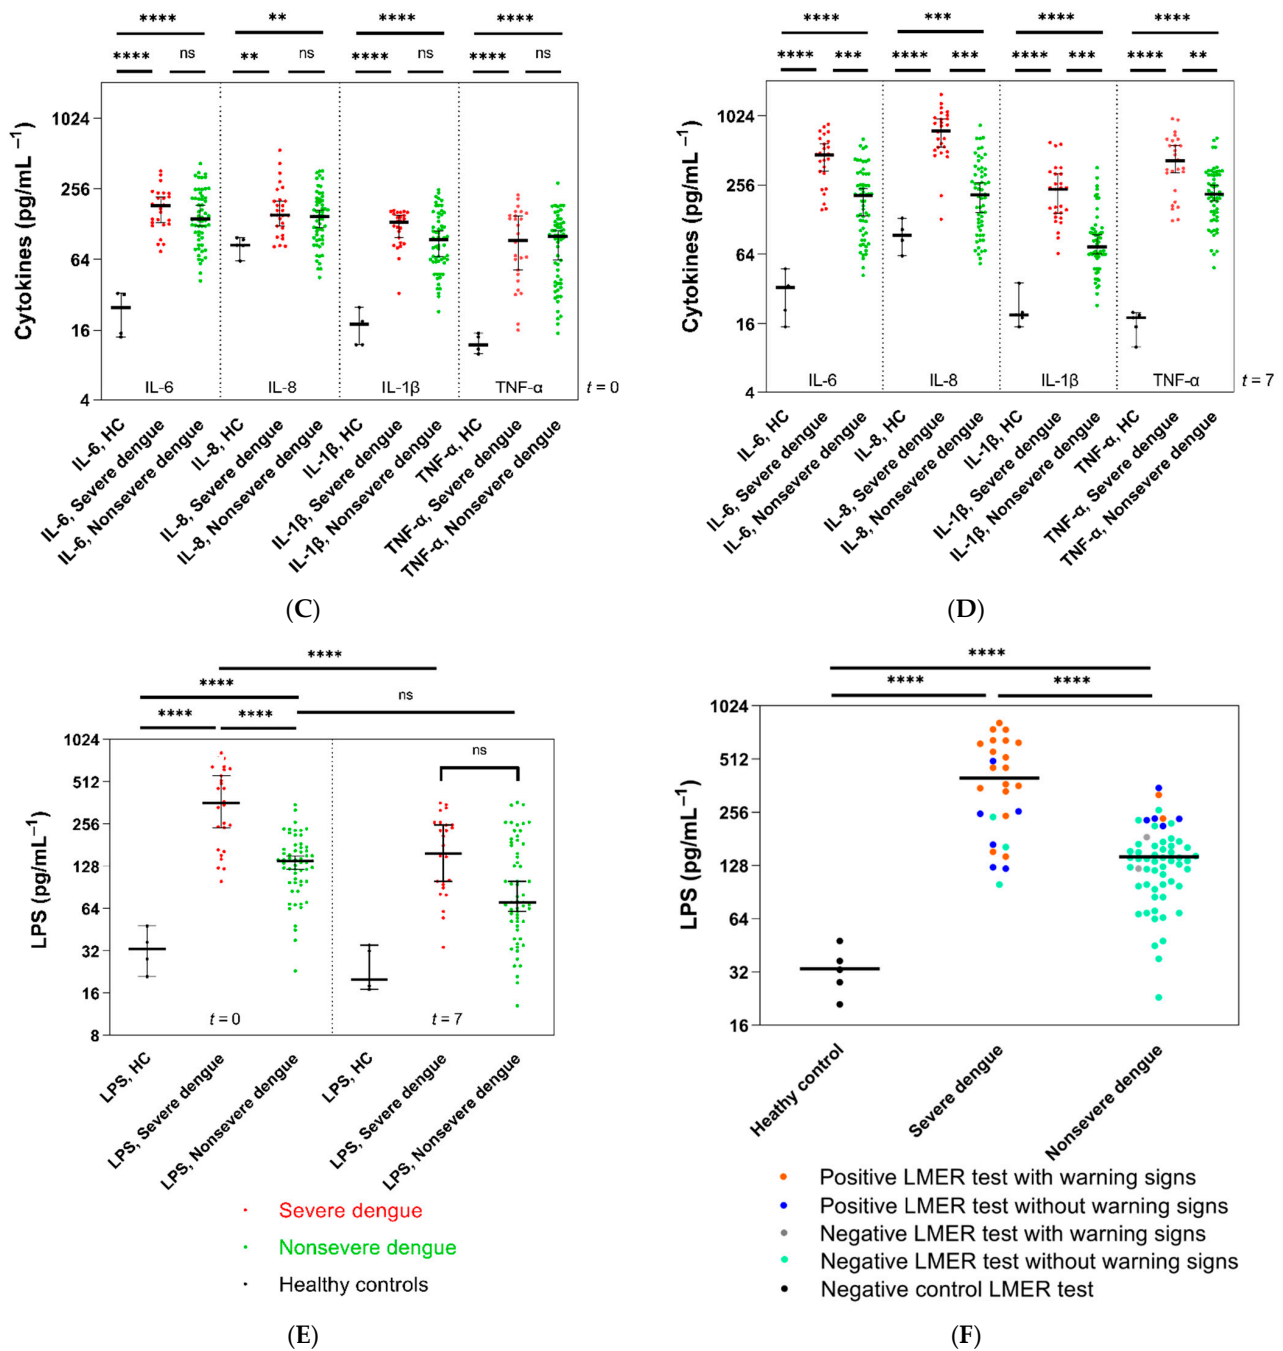 **** ** **** ****
**** ns ** ns **** ns **** ns
Cytokines (pg/mL⁻¹)
1024
256
64
16
4
IL-6 IL-8 IL-1β TNF-α t = 0
IL-6, HC
IL-6, Severe dengue
IL-6, Nonsevere dengue
IL-8, HC
IL-8, Severe dengue
IL-8, Nonsevere dengue
IL-1β, HC
IL-1β, Severe dengue
IL-1β, Nonsevere dengue
TNF-α, HC
TNF-α, Severe dengue
TNF-α, Nonsevere dengue
(C)
**** *** **** ****
**** *** **** *** **** *** **** **
Cytokines (pg/mL⁻¹)
1024
256
64
16
4
IL-6 IL-8 IL-1β TNF-α t = 7
IL-6, HC
IL-6, Severe dengue
IL-6, Nonsevere dengue
IL-8, HC
IL-8, Severe dengue
IL-8, Nonsevere dengue
IL-1β, HC
IL-1β, Severe dengue
IL-1β, Nonsevere dengue
TNF-α, HC
TNF-α, Severe dengue
TNF-α, Nonsevere dengue
(D)
****
**** ns
**** ****
ns
LPS (pg/mL⁻¹)
1024
512
256
128
64
32
16
8
t = 0 t = 7
LPS, HC
LPS, Severe dengue
LPS, Nonsevere dengue
LPS, HC
LPS, Severe dengue
LPS, Nonsevere dengue
Severe dengue
Nonsevere dengue
Healthy controls
(E)
****
**** ****
LPS (pg/mL⁻¹)
1024
512
256
128
64
32
16
Heathy control
Severe dengue
Nonsevere dengue
Positive LMER test with warning signs
Positive LMER test without warning signs
Negative LMER test with warning signs
Negative LMER test without warning signs
Negative control LMER test
(F)